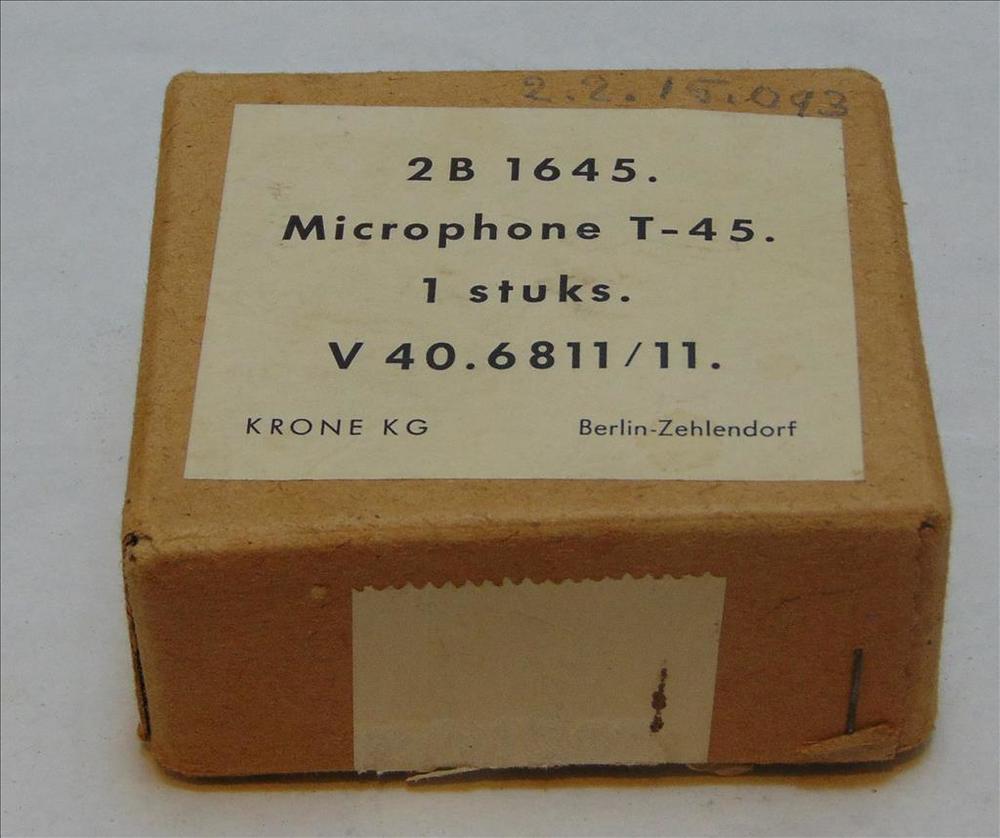 2.2.15.093
2B 1645.
Microphone T-45.
1 stuks.
V 40.6811/11.
KRONE KG Berlin-Zehlendorf